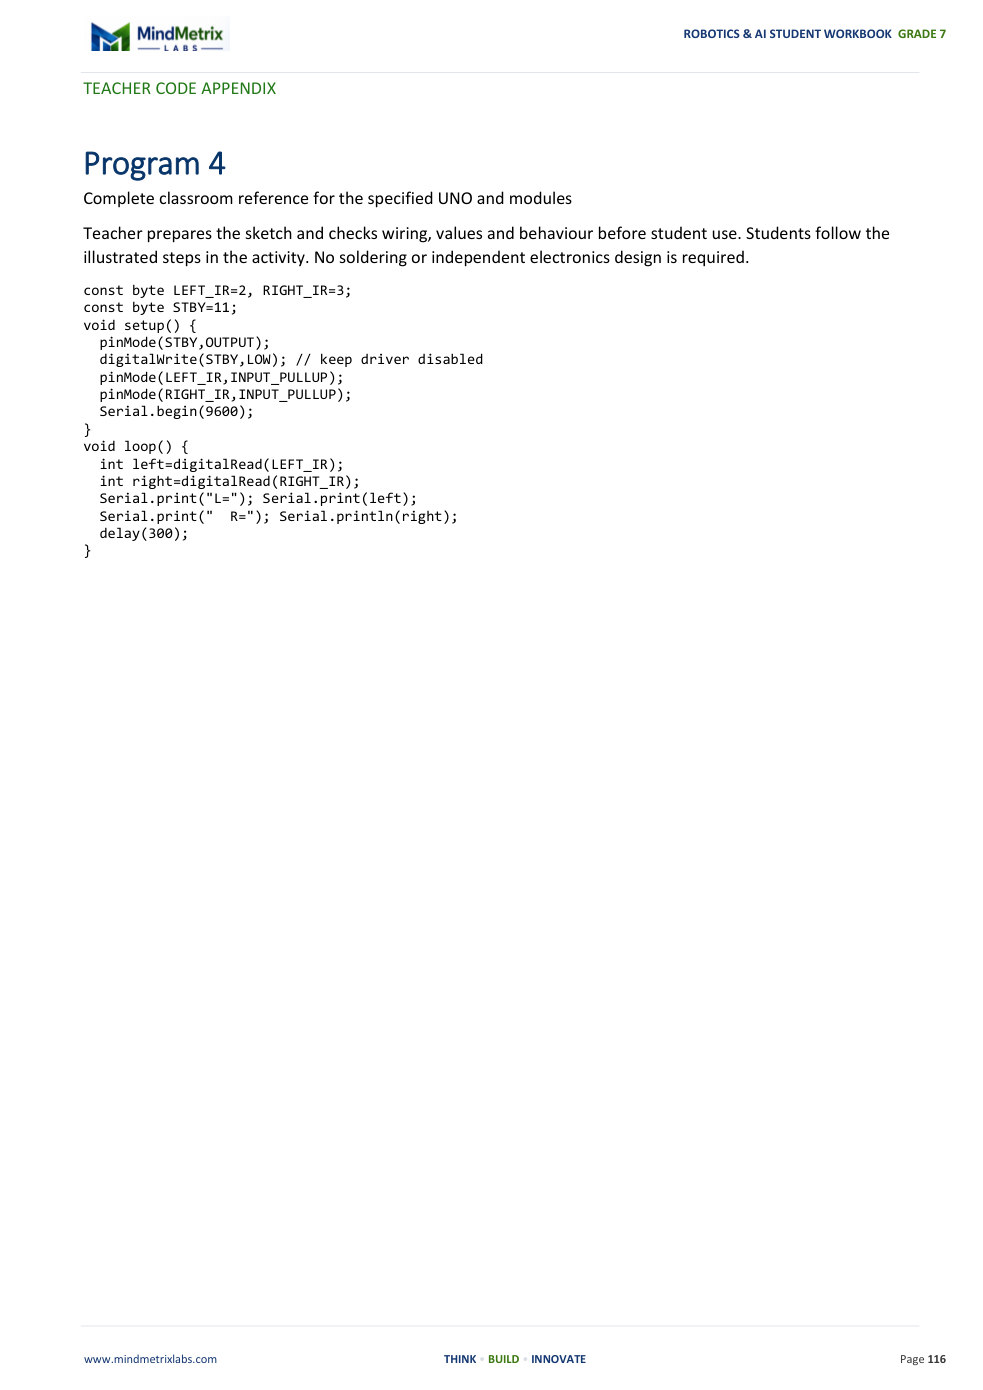 MindMetrix
LABS
ROBOTICS & AI STUDENT WORKBOOK GRADE 7
TEACHER CODE APPENDIX
Program 4
Complete classroom reference for the specified UNO and modules
Teacher prepares the sketch and checks wiring, values and behaviour before student use. Students follow the
illustrated steps in the activity. No soldering or independent electronics design is required.
const byte LEFT_IR=2, RIGHT_IR=3;
const byte STBY=11;
void setup() {
  pinMode(STBY,OUTPUT);
  digitalWrite(STBY,LOW); // keep driver disabled
  pinMode(LEFT_IR,INPUT_PULLUP);
  pinMode(RIGHT_IR,INPUT_PULLUP);
  Serial.begin(9600);
}
void loop() {
  int left=digitalRead(LEFT_IR);
  int right=digitalRead(RIGHT_IR);
  Serial.print("L="); Serial.print(left);
  Serial.print("  R="); Serial.println(right);
  delay(300);
}
www.mindmetrixlabs.com
THINK • BUILD • INNOVATE
Page 116